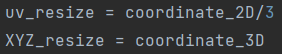 uv_resize = coordinate_2D/3
XYZ_resize = coordinate_3D